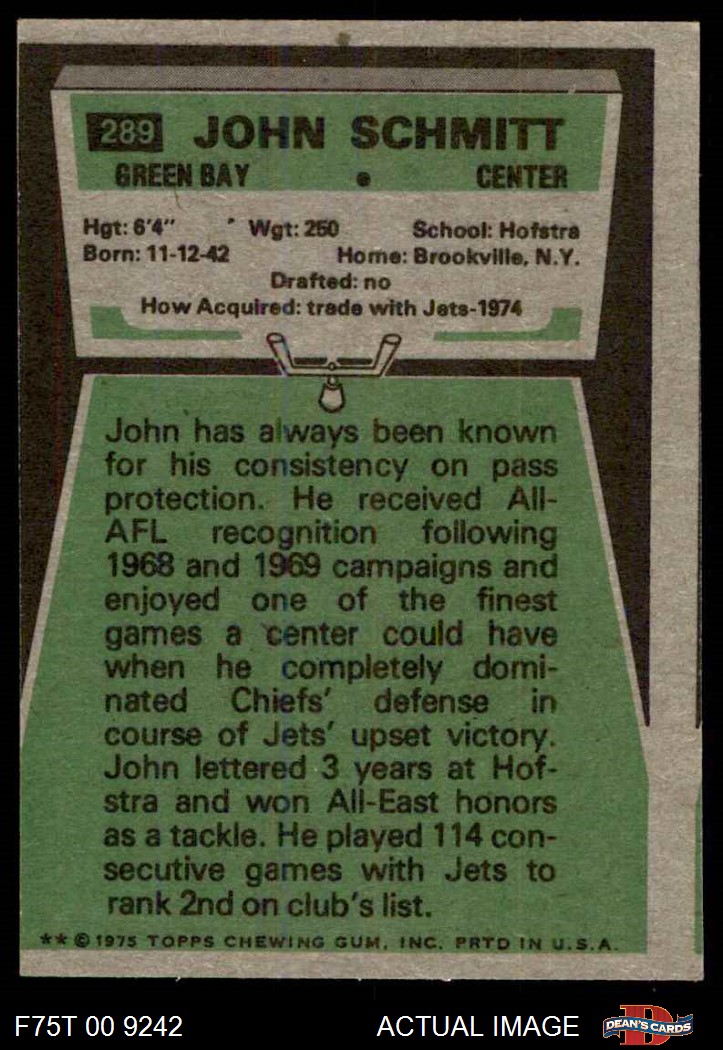 289 JOHN SCHMITT
GREEN BAY • CENTER
Hgt: 6'4" Wgt: 250 School: Hofstra
Born: 11-12-42 Home: Brookville, N.Y.
Drafted: no
How Acquired: trade with Jets-1974
John has always been known
for his consistency on pass
protection. He received All-
AFL recognition following
1968 and 1969 campaigns and
enjoyed one of the finest
games a center could have
when he completely domi-
nated Chiefs' defense in
course of Jets' upset victory.
John lettered 3 years at Hof-
stra and won All-East honors
as a tackle. He played 114 con-
secutive games with Jets to
rank 2nd on club's list.
** © 1975 TOPPS CHEWING GUM, INC. PRTD IN U.S.A.
F75T 00 9242 ACTUAL IMAGE D DEAN'S CARDS